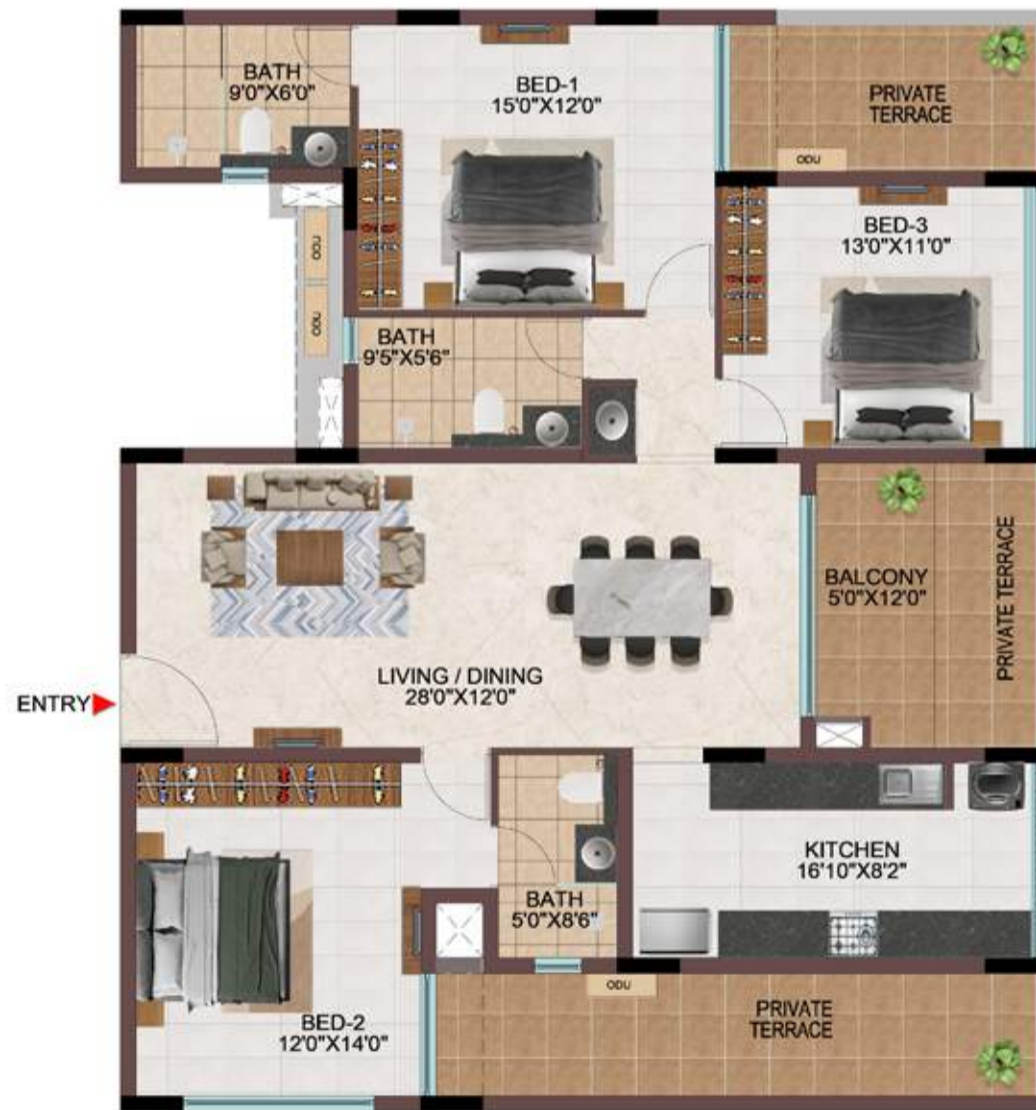 BATH
9'0"X6'0"
BED-1
15'0"X12'0"
PRIVATE
TERRACE
ODU
BED-3
13'0"X11'0"
ODU
ODU
BATH
9'5"X5'6"
BALCONY
5'0"X12'0"
PRIVATE TERRACE
LIVING / DINING
28'0"X12'0"
ENTRY
KITCHEN
16'10"X8'2"
BATH
5'0"X8'6"
BED-2
12'0"X14'0"
ODU
PRIVATE
TERRACE